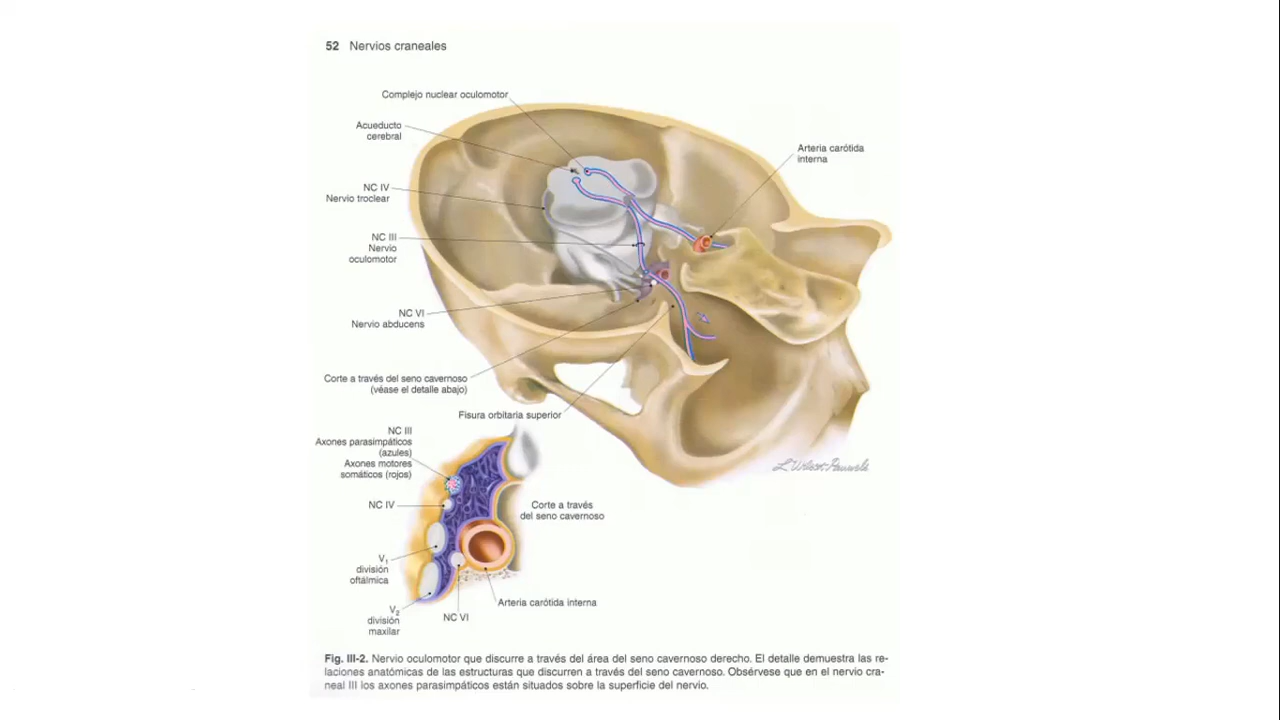 52 Nervios craneales
Complejo nuclear oculomotor
Acueducto
cerebral
Arteria carótida
interna
NC IV
Nervio troclear
NC III
Nervio
oculomotor
NC VI
Nervio abducens
Corte a través del seno cavernoso
(véase el detalle abajo)
Fisura orbitaria superior
NC III
Axones parasimpáticos
(azules)
Axones motores
somáticos (rojos)
NC IV
Corte a través
del seno cavernoso
V1
división
oftálmica
Arteria carótida interna
V2
división
maxilar
NC VI
Fig. III-2. Nervio oculomotor que discurre a través del área del seno cavernoso derecho. El detalle demuestra las re-
laciones anatómicas de las estructuras que discurren a través del seno cavernoso. Obsérvese que en el nervio cra-
neal III los axones parasimpáticos están situados sobre la superficie del nervio.